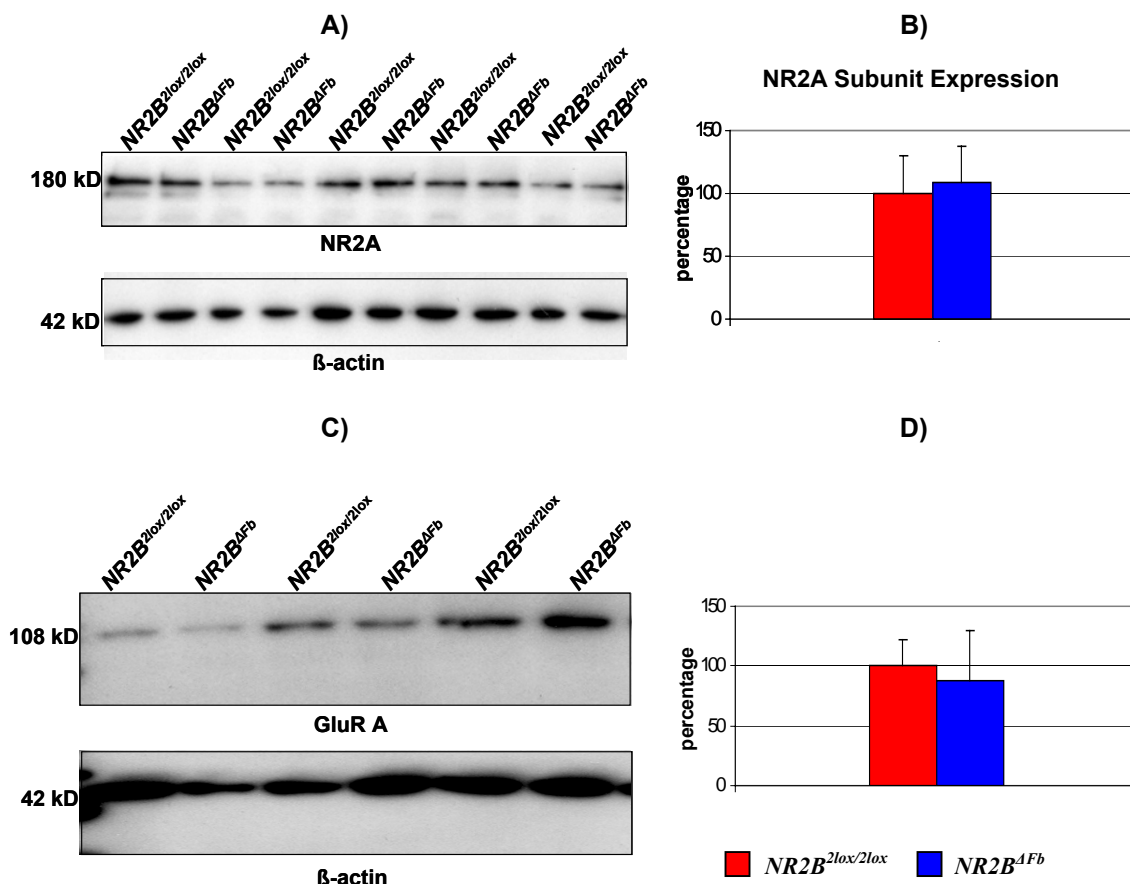 A)
NR2B2lox/2lox NR2BΔFb NR2B2lox/2lox NR2BΔFb NR2B2lox/2lox NR2BΔFb NR2B2lox/2lox NR2BΔFb NR2B2lox/2lox NR2BΔFb
180 kD
NR2A
42 kD
ß-actin
B)
NR2A Subunit Expression
150
100
50
0
percentage
C)
NR2B2lox/2lox NR2BΔFb NR2B2lox/2lox NR2BΔFb NR2B2lox/2lox NR2BΔFb
108 kD
GluR A
42 kD
ß-actin
D)
150
100
50
0
percentage
NR2B2lox/2lox NR2BΔFb